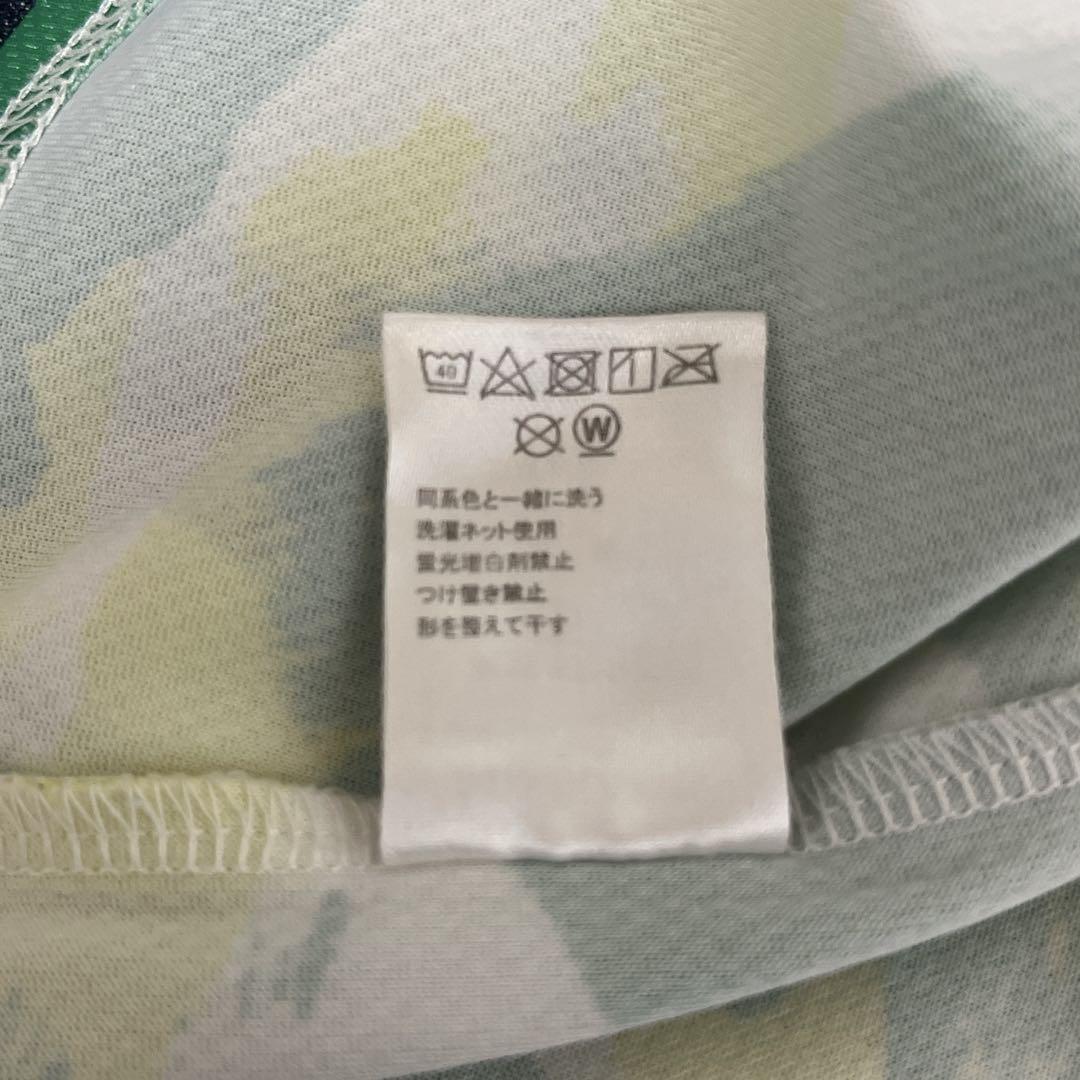 40
W
同系色と一緒に洗う
洗濯ネット使用
蛍光増白剤禁止
つけ置き禁止
形を整えて干す